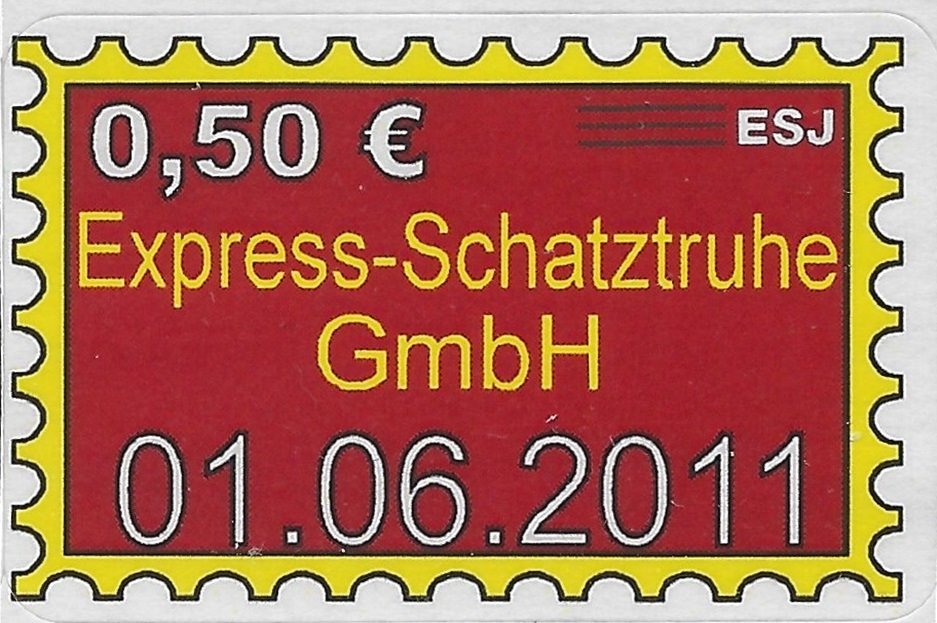 0,50 € ESJ
Express-Schatztruhe
GmbH
01.06.2011